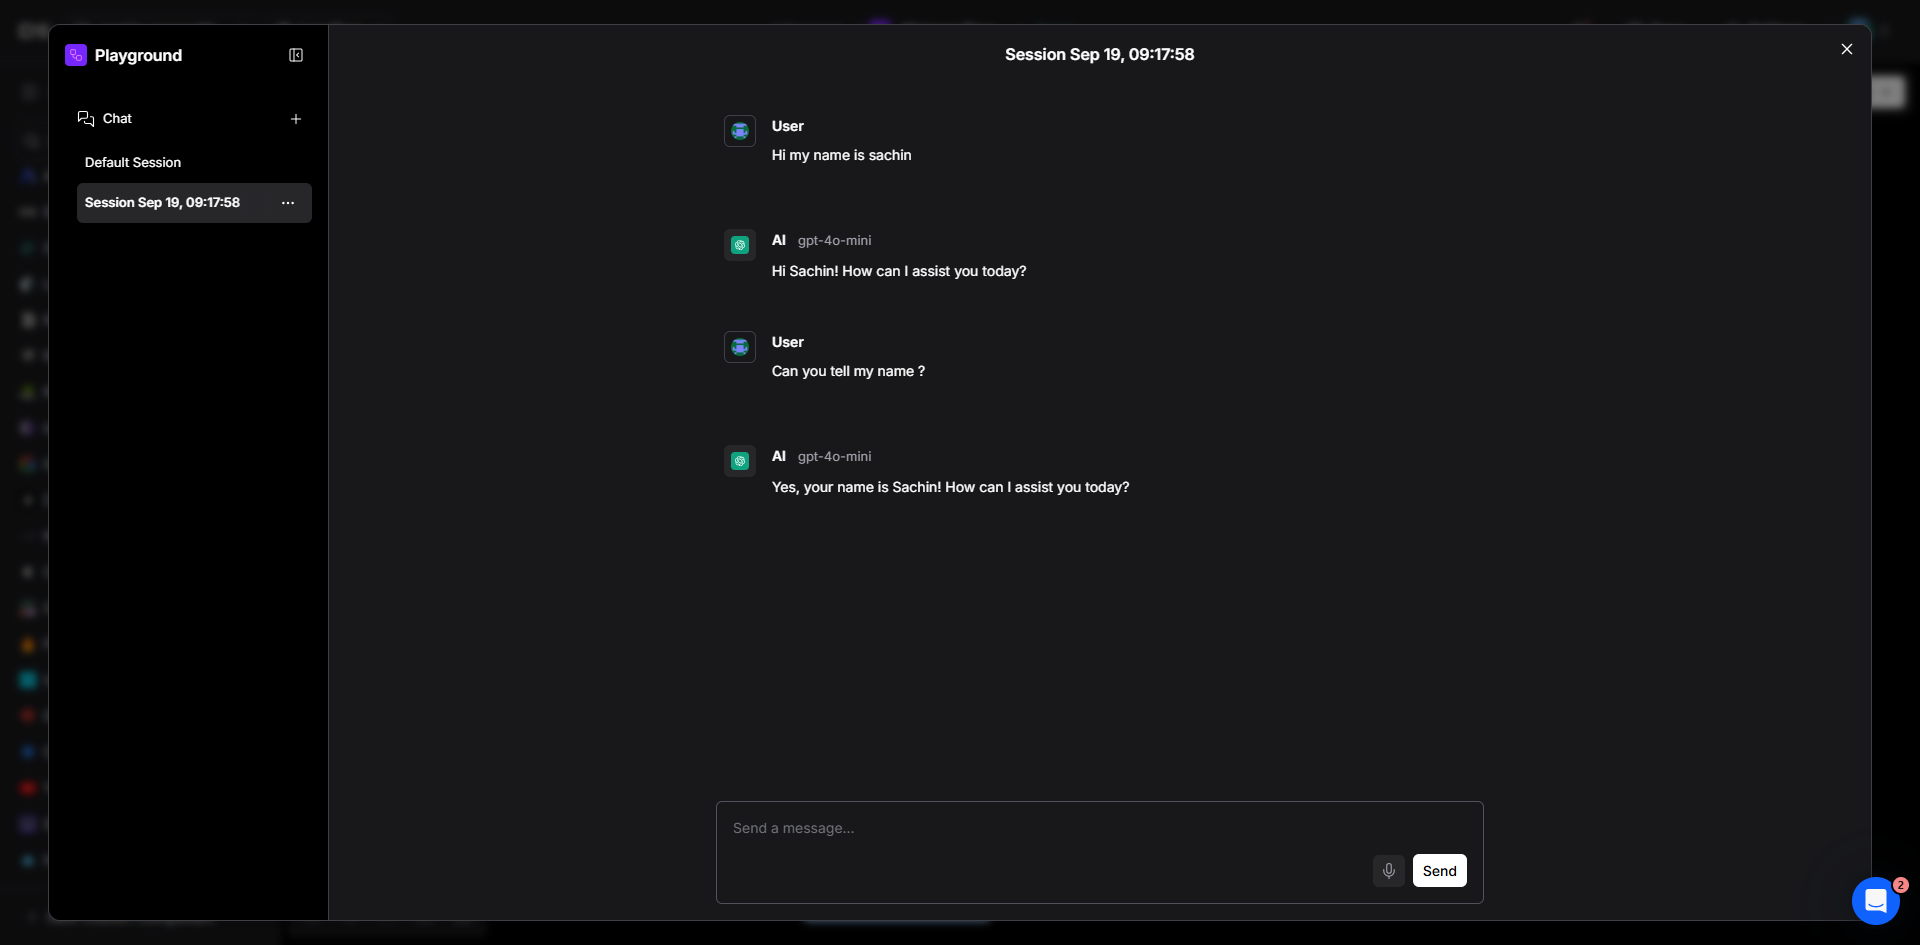 Playground
Chat
Default Session
Session Sep 19, 09:17:58
Session Sep 19, 09:17:58
User
Hi my name is sachin
AI gpt-4o-mini
Hi Sachin! How can I assist you today?
User
Can you tell my name ?
AI gpt-4o-mini
Yes, your name is Sachin! How can I assist you today?
Send a message...
Send
2